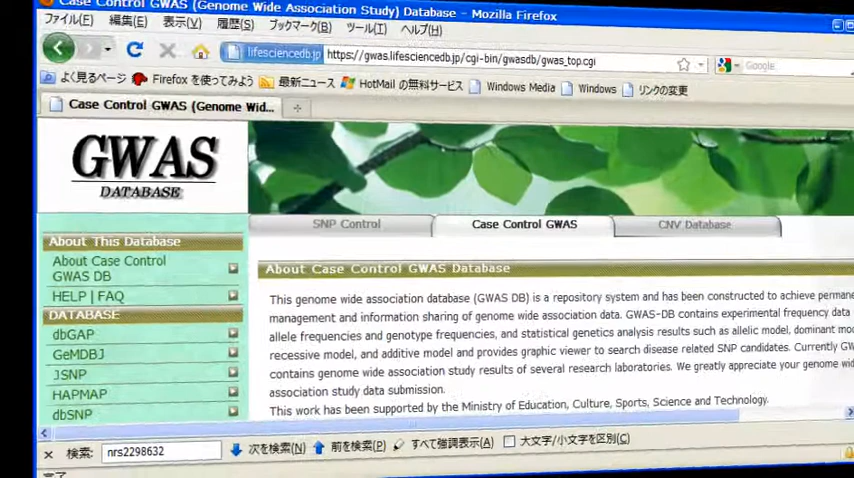 Case Control GWAS (Genome Wide Association Study) Database - Mozilla Firefox
ファイル(F) 編集(E) 表示(V) 履歴(S) ブックマーク(B) ツール(T) ヘルプ(H)
lifesciencedb.jp https://gwas.lifesciencedb.jp/cgi-bin/gwasdb/gwas_top.cgi Google
よく見るページ Firefox を使ってみよう 最新ニュース HotMail の無料サービス Windows Media Windows リンクの変更
Case Control GWAS (Genome Wid...
GWAS
DATABASE
SNP Control Case Control GWAS CNV Database
About This Database
About Case Control
GWAS DB
HELP | FAQ
DATABASE
dbGAP
GeMDBJ
JSNP
HAPMAP
dbSNP
About Case Control GWAS Database
This genome wide association database (GWAS DB) is a repository system and has been constructed to achieve
management and information sharing of genome wide association data. GWAS-DB contains experimental frequency data
allele frequencies and genotype frequencies, and statistical genetics analysis results such as allelic model, dominant
recessive model, and additive model and provides graphic viewer to search disease related SNP candidates. Currently
contains genome wide association study results of several research laboratories. We greatly appreciate your genome
association study data submission.
This work has been supported by the Ministry of Education, Culture, Sports, Science and Technology.
検索: nrs2298632 次を検索(N) 前を検索(P) すべて強調表示(A) 大文字/小文字を区別(C)
完了